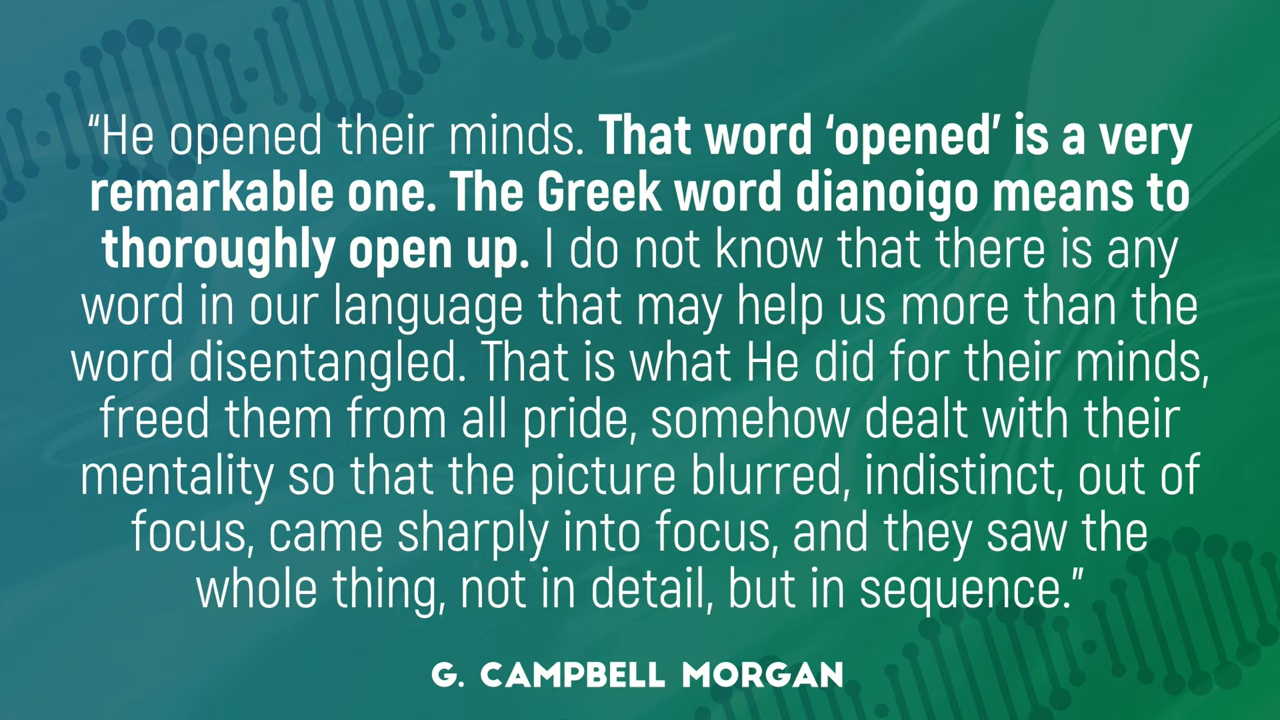 “He opened their minds. That word ‘opened’ is a very
remarkable one. The Greek word dianoigo means to
thoroughly open up. I do not know that there is any
word in our language that may help us more than the
word disentangled. That is what He did for their minds,
freed them from all pride, somehow dealt with their
mentality so that the picture blurred, indistinct, out of
focus, came sharply into focus, and they saw the
whole thing, not in detail, but in sequence.”
G. CAMPBELL MORGAN